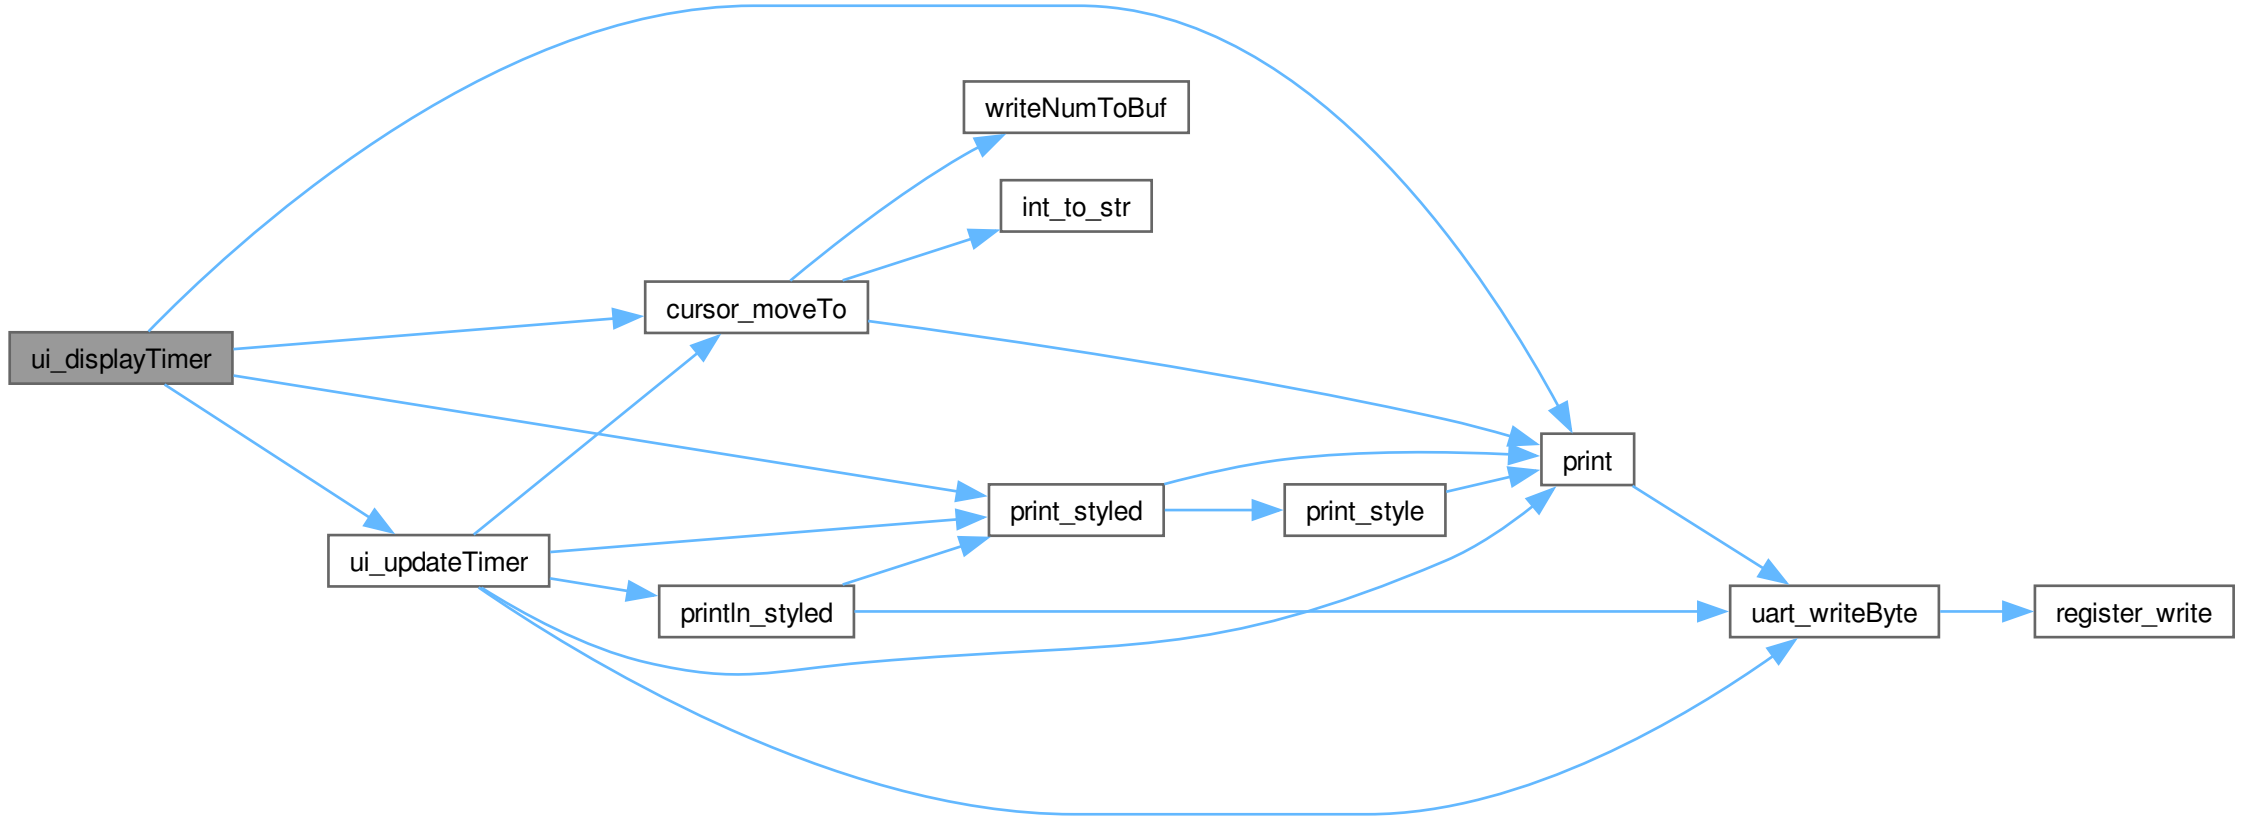 writeNumToBuf
int_to_str
cursor_moveTo
ui_displayTimer
print
print_styled
print_style
ui_updateTimer
println_styled
uart_writeByte
register_write